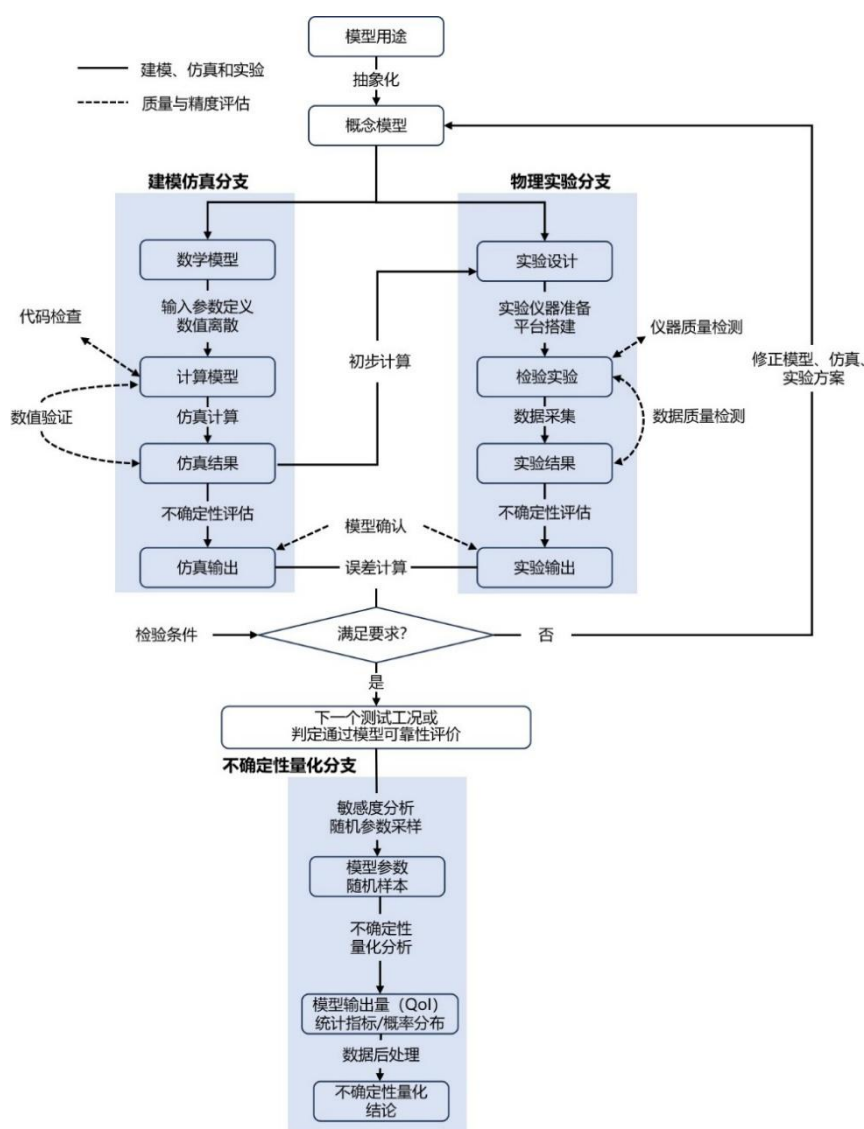 模型用途
建模、仿真和实验
抽象化
质量与精度评估
概念模型
建模仿真分支
物理实验分支
数学模型
实验设计
输入参数定义
数值离散
实验仪器准备
平台搭建
代码检查
仪器质量检测
初步计算
修正模型、仿真、
实验方案
计算模型
检验实验
数值验证
仿真计算
数据采集
数据质量检测
仿真结果
实验结果
不确定性评估
不确定性评估
模型确认
仿真输出
误差计算
实验输出
检验条件
满足要求?
否
是
下一个测试工况或
判定通过模型可靠性评价
不确定性量化分支
敏感度分析
随机参数采样
模型参数
随机样本
不确定性
量化分析
模型输出量（QoI）
统计指标/概率分布
数据后处理
不确定性量化
结论